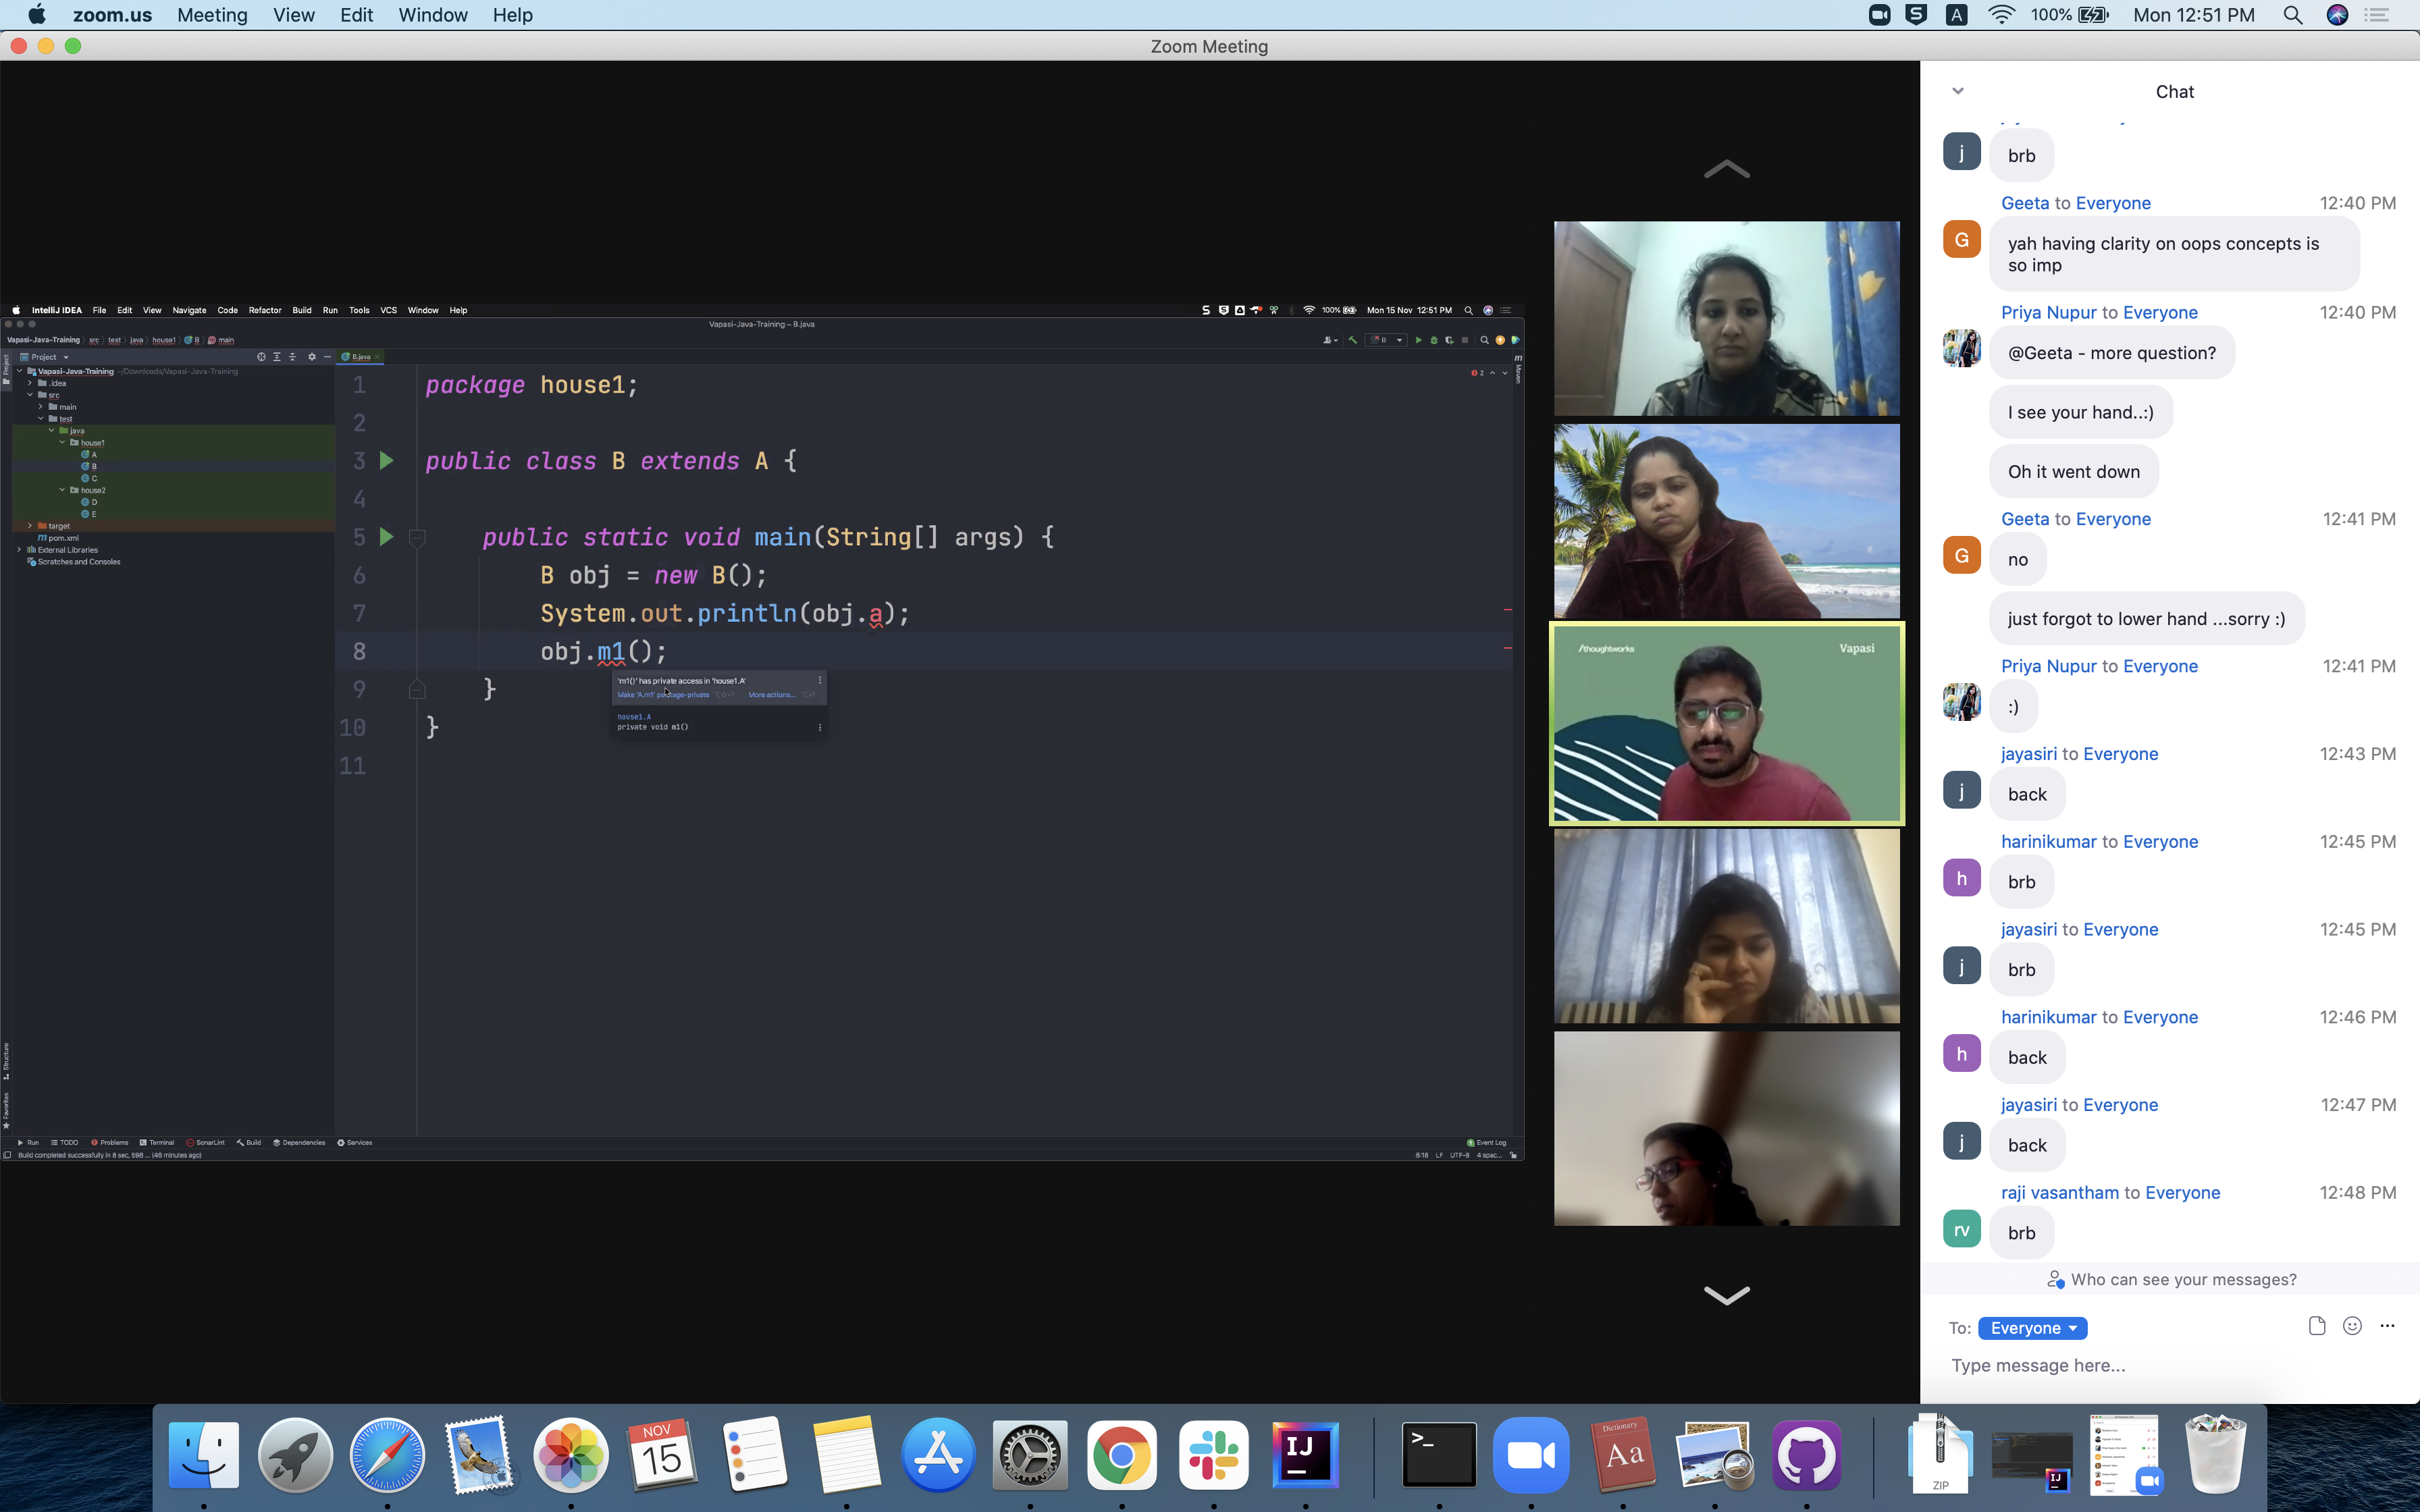 zoom.us Meeting View Edit Window Help
100% Mon 12:51 PM
Zoom Meeting
IntelliJ IDEA File Edit View Navigate Code Refactor Build Run Tools VCS Window Help
100% Mon 15 Nov 12:51 PM
Vapasi-Java-Training – B.java
Vapasi-Java-Training src test java house1 B main
B
Project
Project
B.java
Maven
Vapasi-Java-Training ~/Downloads/Vapasi-Java-Training
.idea
src
main
test
java
house1
A
B
C
house2
D
E
target
pom.xml
External Libraries
Scratches and Consoles
2
1 package house1;
2
3 public class B extends A {
4
5 public static void main(String[] args) {
6 B obj = new B();
7 System.out.println(obj.a);
8 obj.m1();
9 }
10 }
11
'm1()' has private access in 'house1.A'
Make 'A.m1' package-private More actions...
house1.A
private void m1()
Structure
Favorites
Run TODO Problems Terminal SonarLint Build Dependencies Services
Event Log
Build completed successfully in 8 sec, 598 ... (46 minutes ago)
8:18 LF UTF-8 4 spac...
/thoughtworks
Vapasi
Chat
j
brb
Geeta to Everyone 12:40 PM
G
yah having clarity on oops concepts is
so imp
Priya Nupur to Everyone 12:40 PM
@Geeta - more question?
I see your hand..:)
Oh it went down
Geeta to Everyone 12:41 PM
G
no
just forgot to lower hand ...sorry :)
Priya Nupur to Everyone 12:41 PM
:)
jayasiri to Everyone 12:43 PM
j
back
harinikumar to Everyone 12:45 PM
h
brb
jayasiri to Everyone 12:45 PM
j
brb
harinikumar to Everyone 12:46 PM
h
back
jayasiri to Everyone 12:47 PM
j
back
raji vasantham to Everyone 12:48 PM
rv
brb
Who can see your messages?
To: Everyone
Type message here...
NOV
15
IJ
>_
Dictionary
Aa
ZIP
IJ